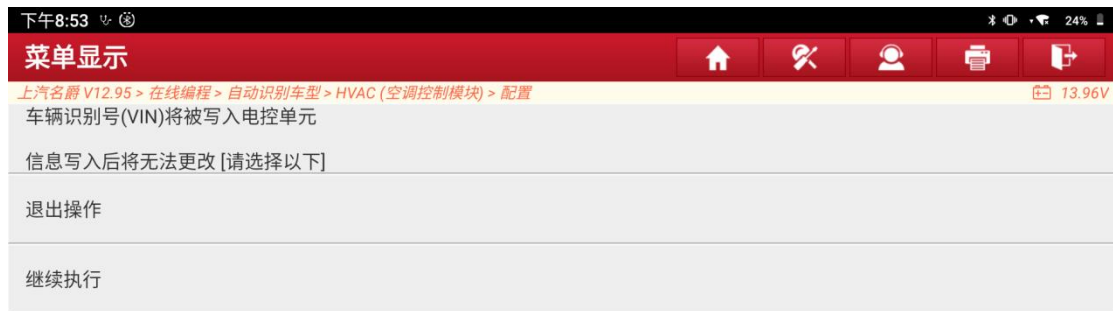 下午8:53
24%
菜单显示
上汽名爵 V12.95 > 在线编程 > 自动识别车型 > HVAC (空调控制模块) > 配置
13.96V
车辆识别号(VIN)将被写入电控单元
信息写入后将无法更改 [请选择以下]
退出操作
继续执行